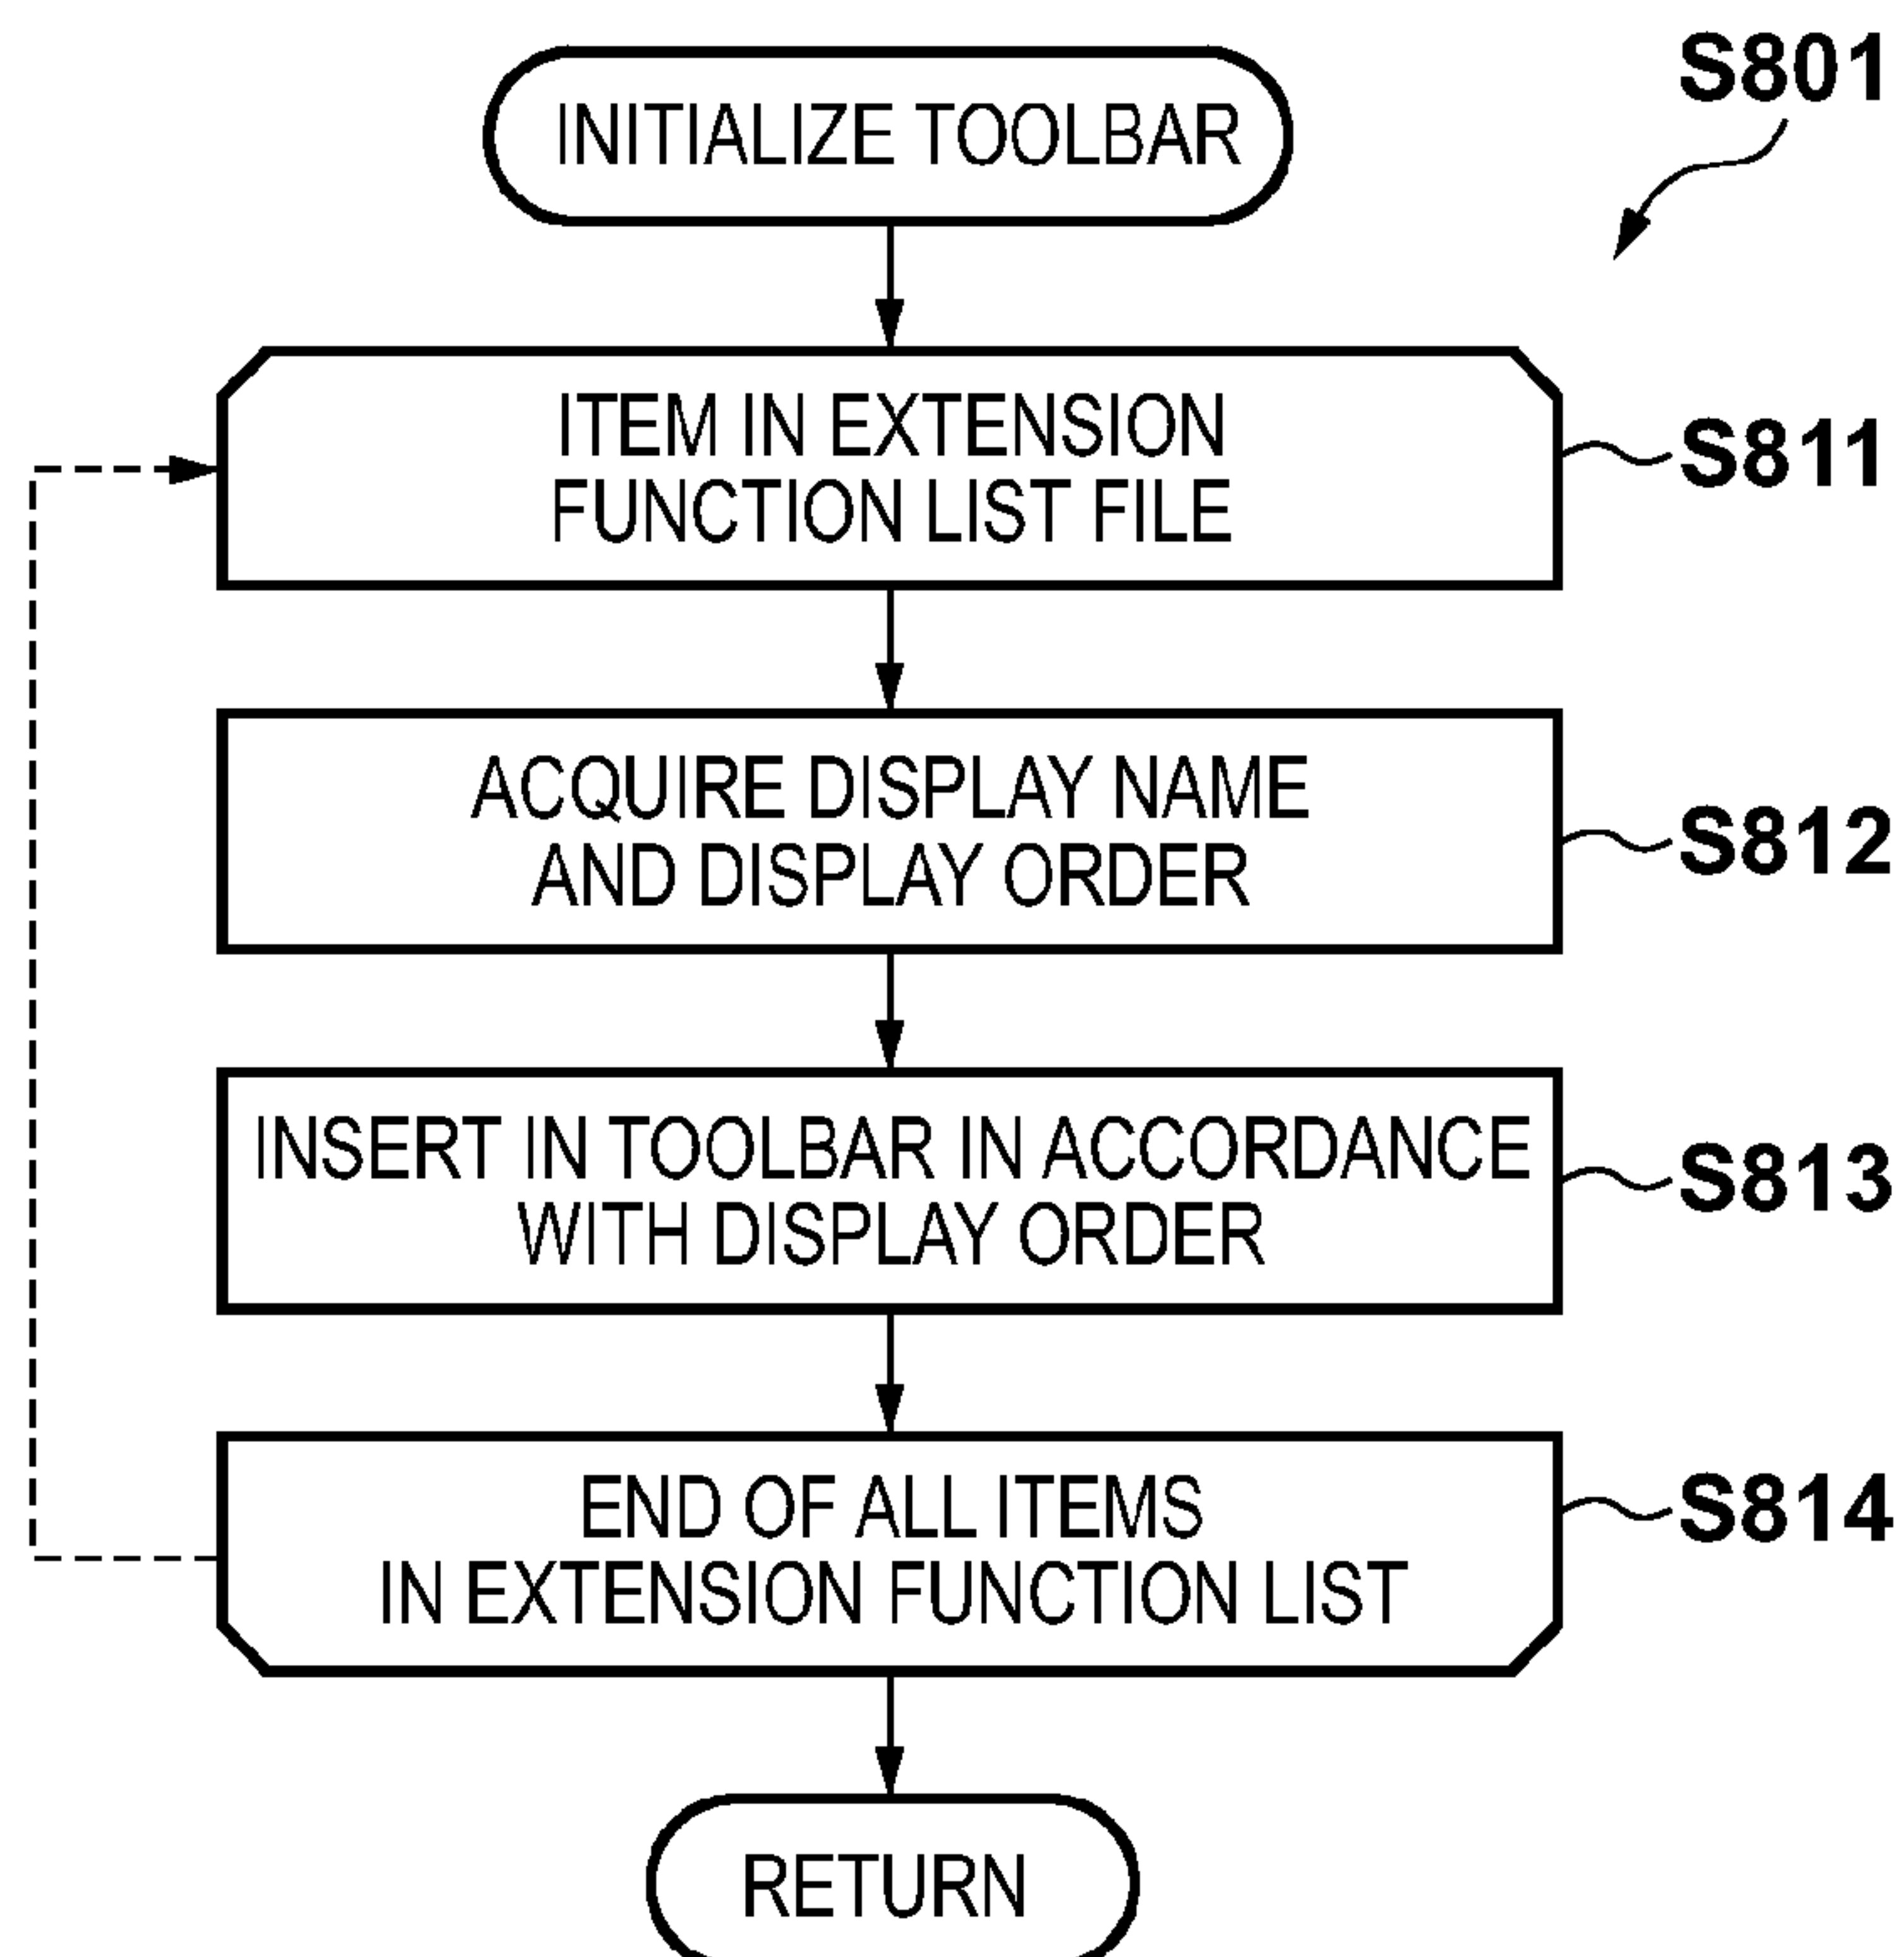 S801
INITIALIZE TOOLBAR
ITEM IN EXTENSION
FUNCTION LIST FILE
S811
ACQUIRE DISPLAY NAME
AND DISPLAY ORDER
S812
INSERT IN TOOLBAR IN ACCORDANCE
WITH DISPLAY ORDER
S813
END OF ALL ITEMS
IN EXTENSION FUNCTION LIST
S814
RETURN